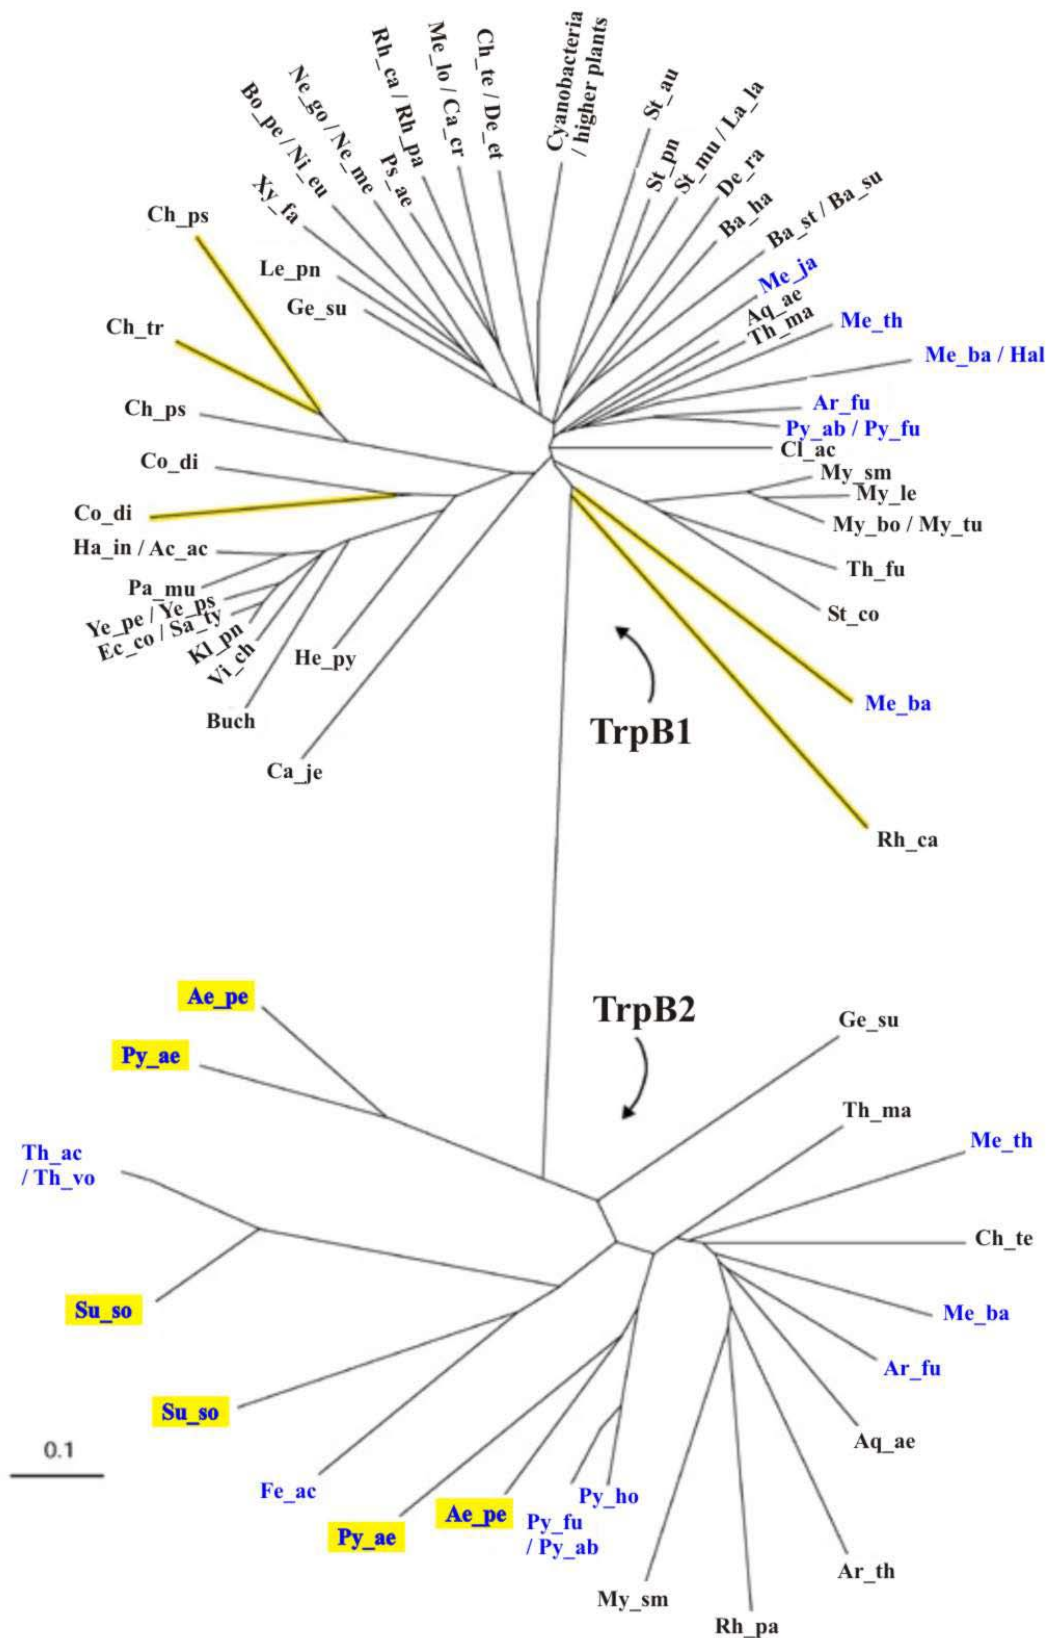 Ch_ps
Ch_tr
Ch_ps
Co_di
Co_di
Ha_in / Ac_ac
Pa_mu
Ye_pe / Ye_ps
Ec_co / Sa_ty
Kl_pn
Vi_ch
Buch
He_py
Ca_je
Ge_su
Le_pn
Xy_fa
Bo_pe / Ni_eu
Ne_go / Ne_me
Ps_ae
Rh_ca / Rh_pa
Me_lo / Ca_cr
Ch_te / De_et
Cyanobacteria
/ higher plants
St_au
St_pn
St_mu / La_la
De_ra
Ba_ha
Ba_st / Ba_su
Me_ja
Aq_ae
Th_ma
Me_th
Me_ba / Hal
Ar_fu
Py_ab / Py_fu
Cl_ac
My_sm
My_le
My_bo / My_tu
Th_fu
St_co
Me_ba
Rh_ca
TrpB1
TrpB2
Ae_pe
Py_ae
Th_ac
/ Th_vo
Su_so
Su_so
Fe_ac
Py_ae
Ae_pe
Py_fu
/ Py_ab
Py_ho
My_sm
Rh_pa
Ar_th
Aq_ae
Ar_fu
Me_ba
Ch_te
Me_th
Th_ma
Ge_su
0.1